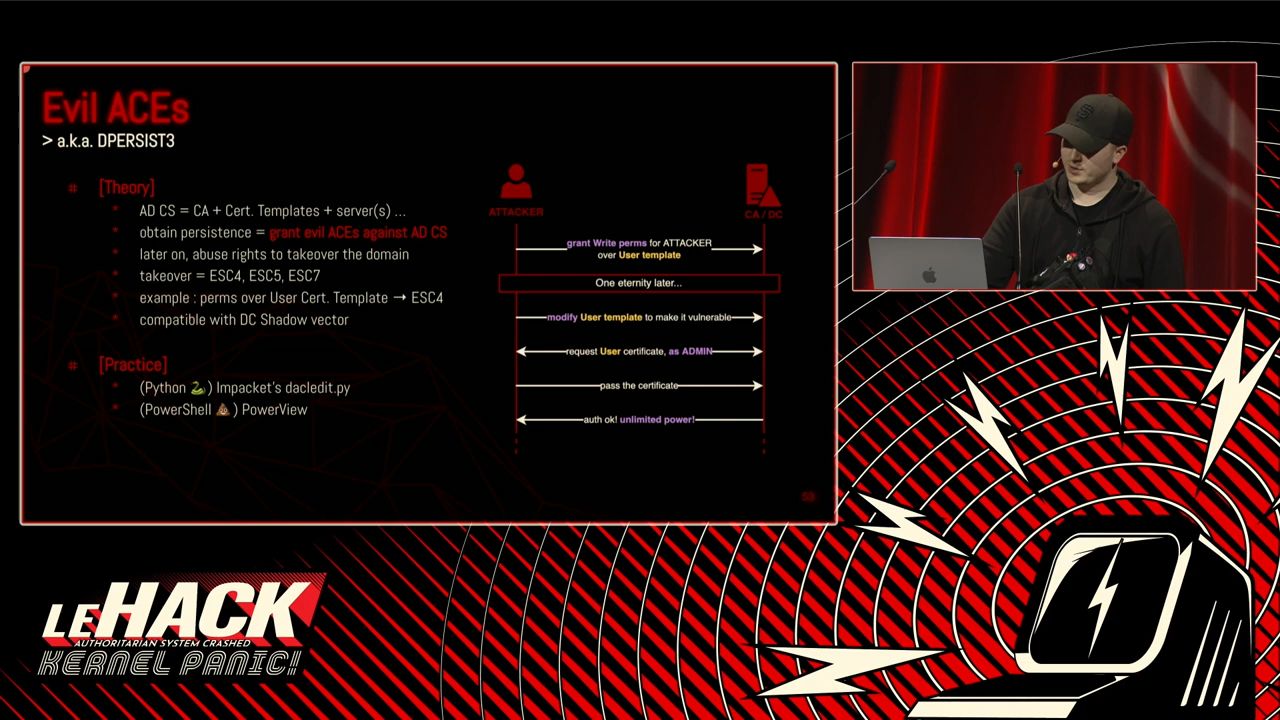 Evil ACEs
> a.k.a. DPERSIST3
# [Theory]
* AD CS = CA + Cert. Templates + server(s) ...
* obtain persistence = grant evil ACEs against AD CS
* later on, abuse rights to takeover the domain
* takeover = ESC4, ESC5, ESC7
* example : perms over User Cert. Template → ESC4
* compatible with DC Shadow vector
# [Practice]
* (Python 🐍) Impacket's dacledit.py
* (PowerShell 💩) PowerView
ATTACKER
CA / DC
grant Write perms for ATTACKER
over User template
One eternity later...
modify User template to make it vulnerable
request User certificate, as ADMIN
pass the certificate
auth ok! unlimited power!
59
LEHACK
AUTHORITARIAN SYSTEM CRASHED
KERNEL PANIC!